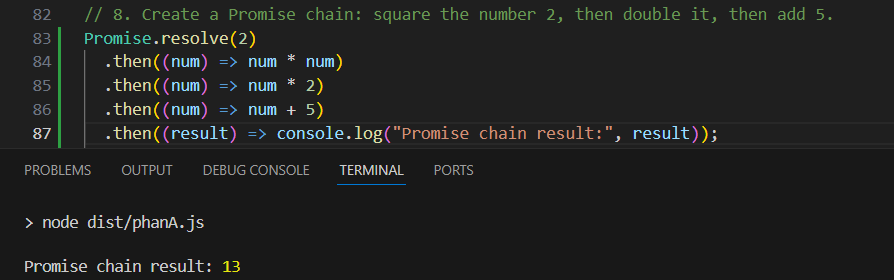 82 // 8. Create a Promise chain: square the number 2, then double it, then add 5.
83 Promise.resolve(2)
84 .then((num) => num * num)
85 .then((num) => num * 2)
86 .then((num) => num + 5)
87 .then((result) => console.log("Promise chain result:", result));
PROBLEMS OUTPUT DEBUG CONSOLE TERMINAL PORTS
> node dist/phanA.js
Promise chain result: 13